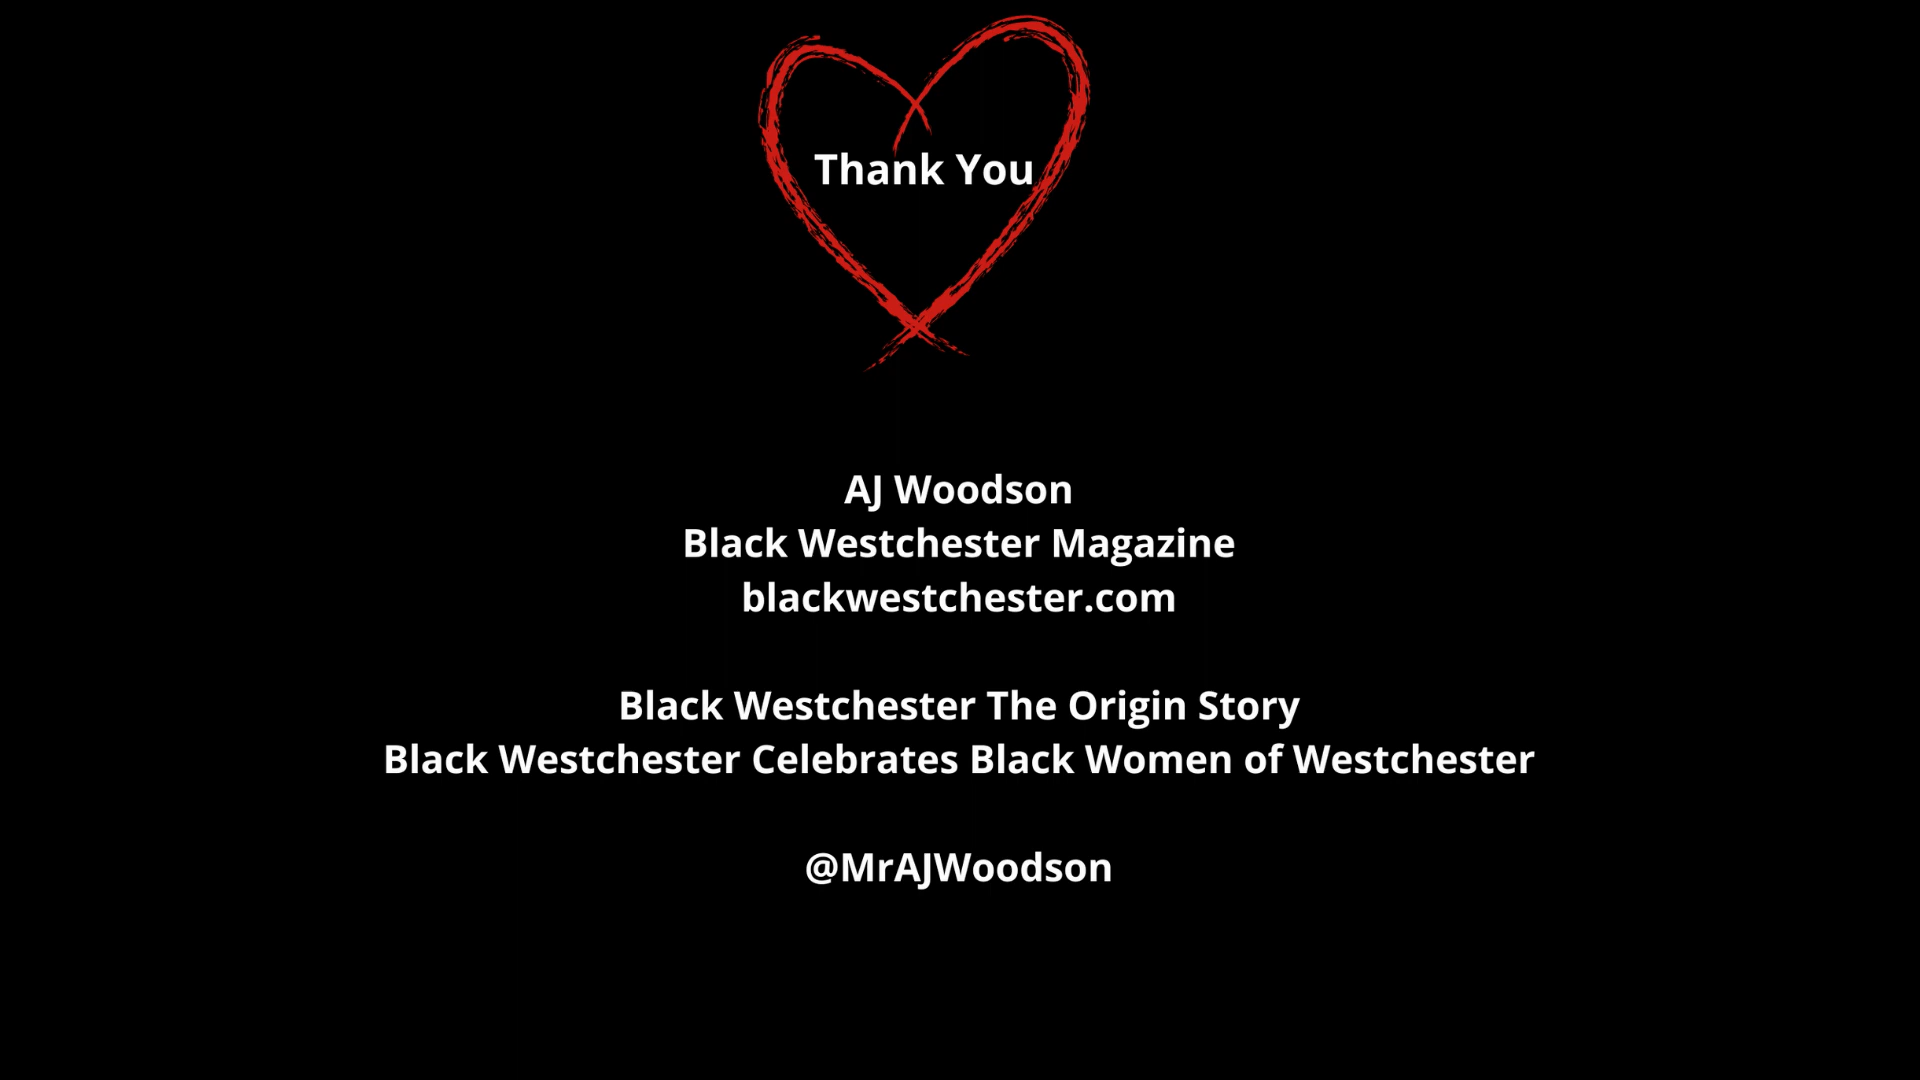 Thank You
AJ Woodson
Black Westchester Magazine
blackwestchester.com
Black Westchester The Origin Story
Black Westchester Celebrates Black Women of Westchester
@MrAJWoodson